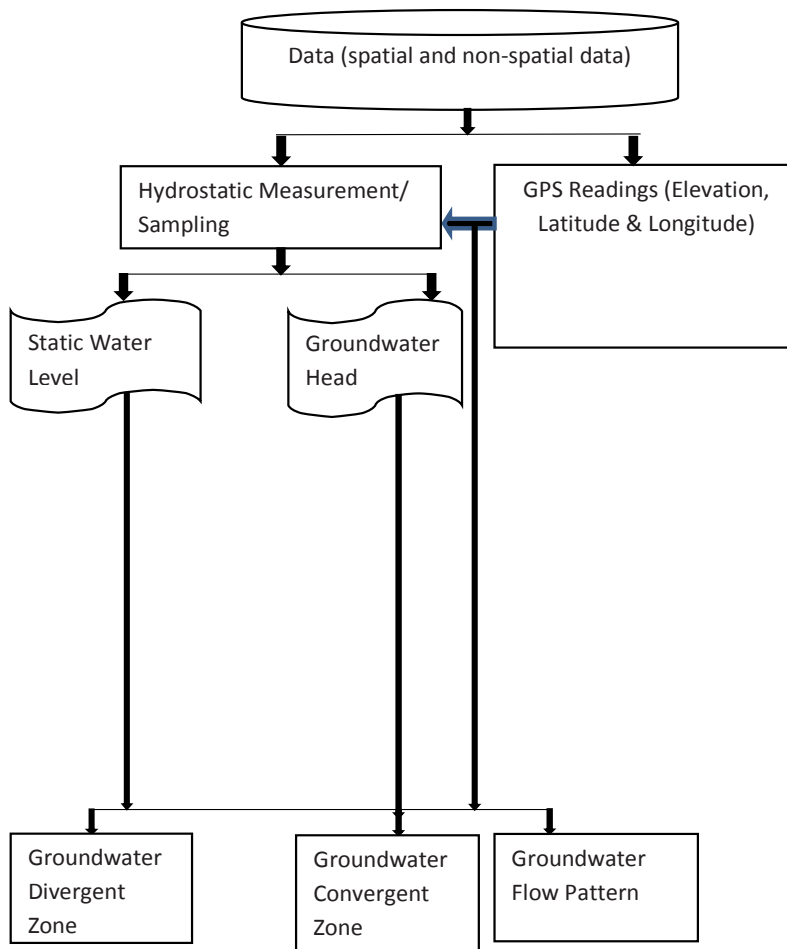 Data (spatial and non-spatial data)
Hydrostatic Measurement/
Sampling
GPS Readings (Elevation,
Latitude & Longitude)
Static Water
Level
Groundwater
Head
Groundwater
Divergent
Zone
Groundwater
Convergent
Zone
Groundwater
Flow Pattern